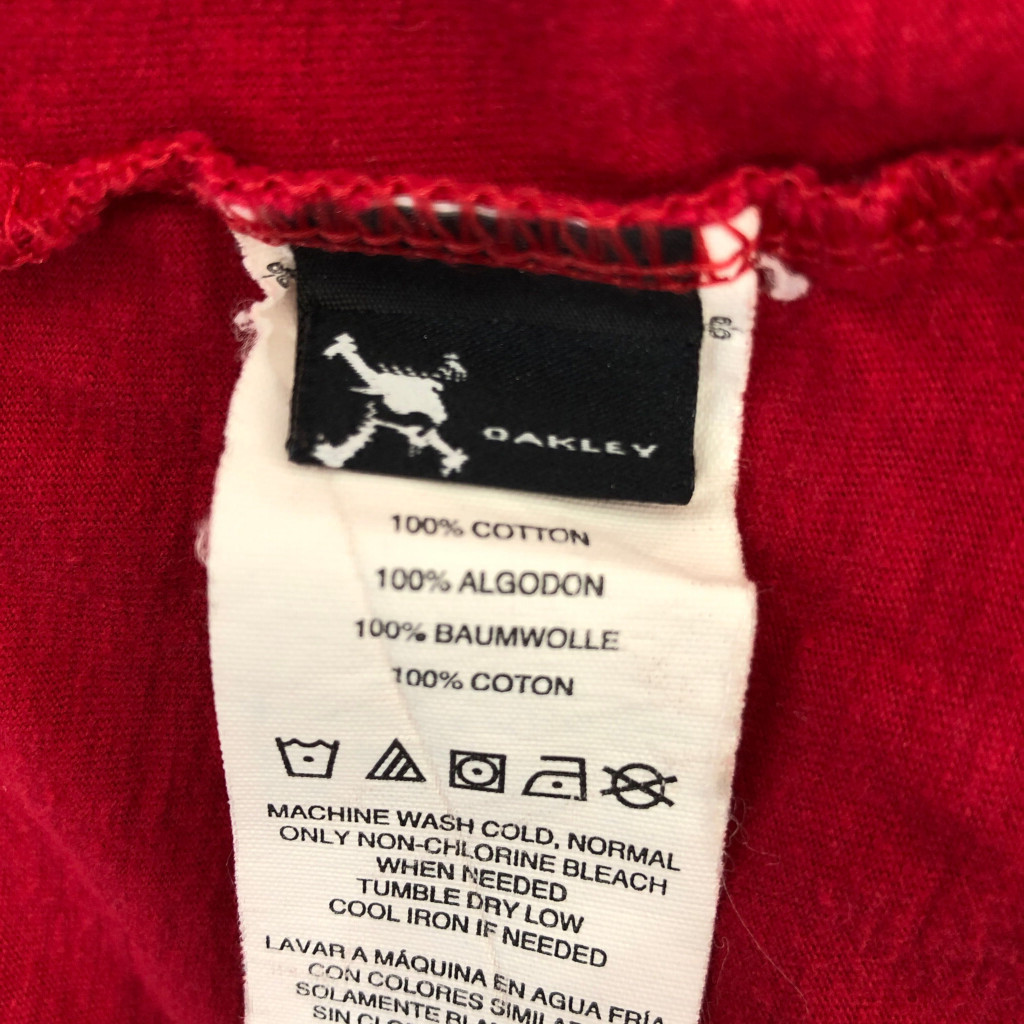 OAKLEY
100% COTTON
100% ALGODON
100% BAUMWOLLE
100% COTON
MACHINE WASH COLD, NORMAL
ONLY NON-CHLORINE BLEACH
WHEN NEEDED
TUMBLE DRY LOW
COOL IRON IF NEEDED
LAVAR A MÁQUINA EN AGUA FRÍA
CON COLORES
SOLAMENTE
SIN